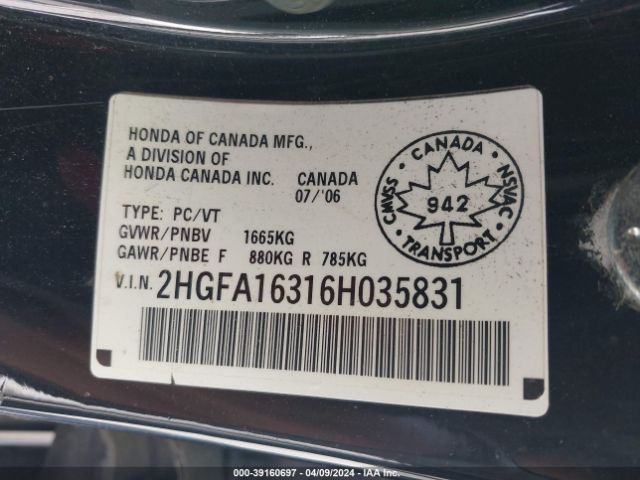 HONDA OF CANADA MFG.,
A DIVISION OF
HONDA CANADA INC. CANADA
07/'06
TYPE: PC/VT
GVWR/PNBV 1665KG
GAWR/PNBE F 880KG R 785KG
V.I.N. 2HGFA16316H035831
CANADA
CMVSS NSVAC
942
TRANSPORT
000-39160697 - 04/09/2024 - IAA Inc.